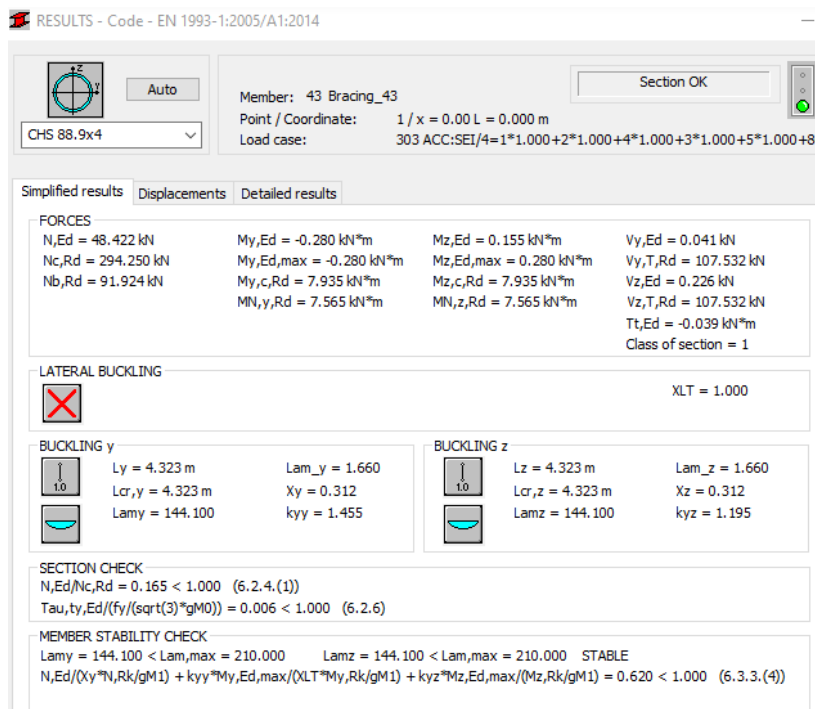 RESULTS - Code - EN 1993-1:2005/A1:2014
z
y
Auto
CHS 88.9x4
Member: 43 Bracing_43
Point / Coordinate: 1 / x = 0.00 L = 0.000 m
Load case: 303 ACC:SEI/4=1*1.000+2*1.000+4*1.000+3*1.000+5*1.000+8
Section OK
Simplified results Displacements Detailed results
FORCES
N,Ed = 48.422 kN My,Ed = -0.280 kN*m Mz,Ed = 0.155 kN*m Vy,Ed = 0.041 kN
Nc,Rd = 294.250 kN My,Ed,max = -0.280 kN*m Mz,Ed,max = 0.280 kN*m Vy,T,Rd = 107.532 kN
Nb,Rd = 91.924 kN My,c,Rd = 7.935 kN*m Mz,c,Rd = 7.935 kN*m Vz,Ed = 0.226 kN
MN,y,Rd = 7.565 kN*m MN,z,Rd = 7.565 kN*m Vz,T,Rd = 107.532 kN
Tt,Ed = -0.039 kN*m
Class of section = 1
LATERAL BUCKLING
XLT = 1.000
BUCKLING y BUCKLING z
1.0 Ly = 4.323 m Lam_y = 1.660 1.0 Lz = 4.323 m Lam_z = 1.660
Lcr,y = 4.323 m Xy = 0.312 Lcr,z = 4.323 m Xz = 0.312
Lamy = 144.100 kyy = 1.455 Lamz = 144.100 kyz = 1.195
SECTION CHECK
N,Ed/Nc,Rd = 0.165 < 1.000 (6.2.4.(1))
Tau,ty,Ed/(fy/(sqrt(3)*gM0)) = 0.006 < 1.000 (6.2.6)
MEMBER STABILITY CHECK
Lamy = 144.100 < Lam,max = 210.000 Lamz = 144.100 < Lam,max = 210.000 STABLE
N,Ed/(Xy*N,Rk/gM1) + kyy*My,Ed,max/(XLT*My,Rk/gM1) + kyz*Mz,Ed,max/(Mz,Rk/gM1) = 0.620 < 1.000 (6.3.3.(4))